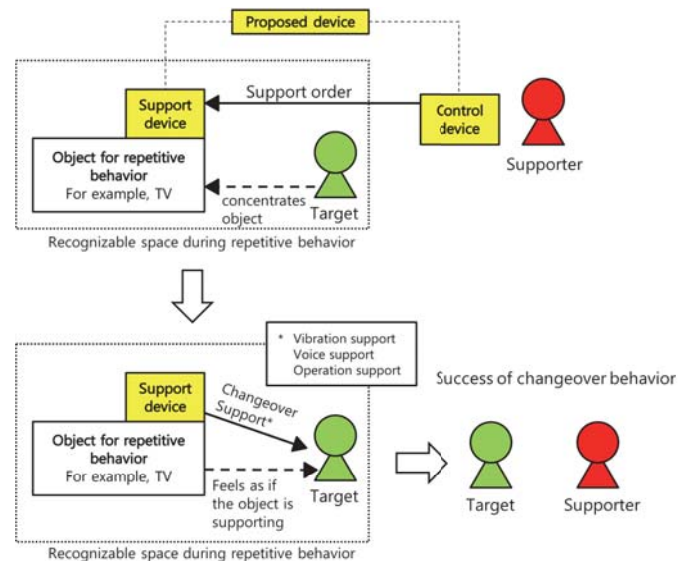 Proposed device
Support order
Support
device
Control
device
Supporter
Object for repetitive
behavior
For example, TV
concentrates
object
Target
Recognizable space during repetitive behavior
* Vibration support
Voice support
Operation support
Support
device
Changeover
Support*
Object for repetitive
behavior
For example, TV
Feels as if
the object is
supporting
Target
Recognizable space during repetitive behavior
Success of changeover behavior
Target
Supporter